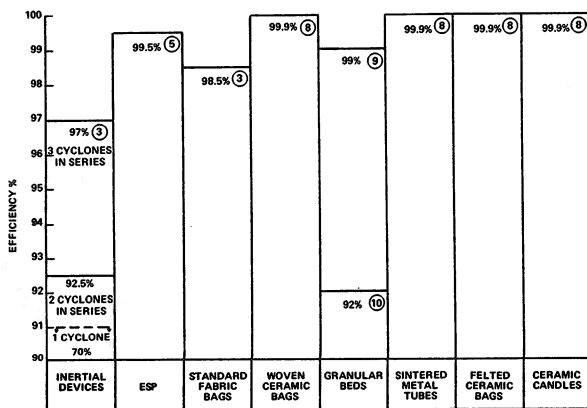 100
99
98
97
96
95
94
93
92
91
90
EFFICIENCY %
97% 3
3 CYCLONES
IN SERIES
92.5%
2 CYCLONES
IN SERIES
1 CYCLONE
70%
99.5% 5
98.5% 3
99.9% 8
99% 9
92% 10
99.9% 8
99.9% 8
99.9% 8
INERTIAL
DEVICES
ESP
STANDARD
FABRIC
BAGS
WOVEN
CERAMIC
BAGS
GRANULAR
BEDS
SINTERED
METAL
TUBES
FELTED
CERAMIC
BAGS
CERAMIC
CANDLES